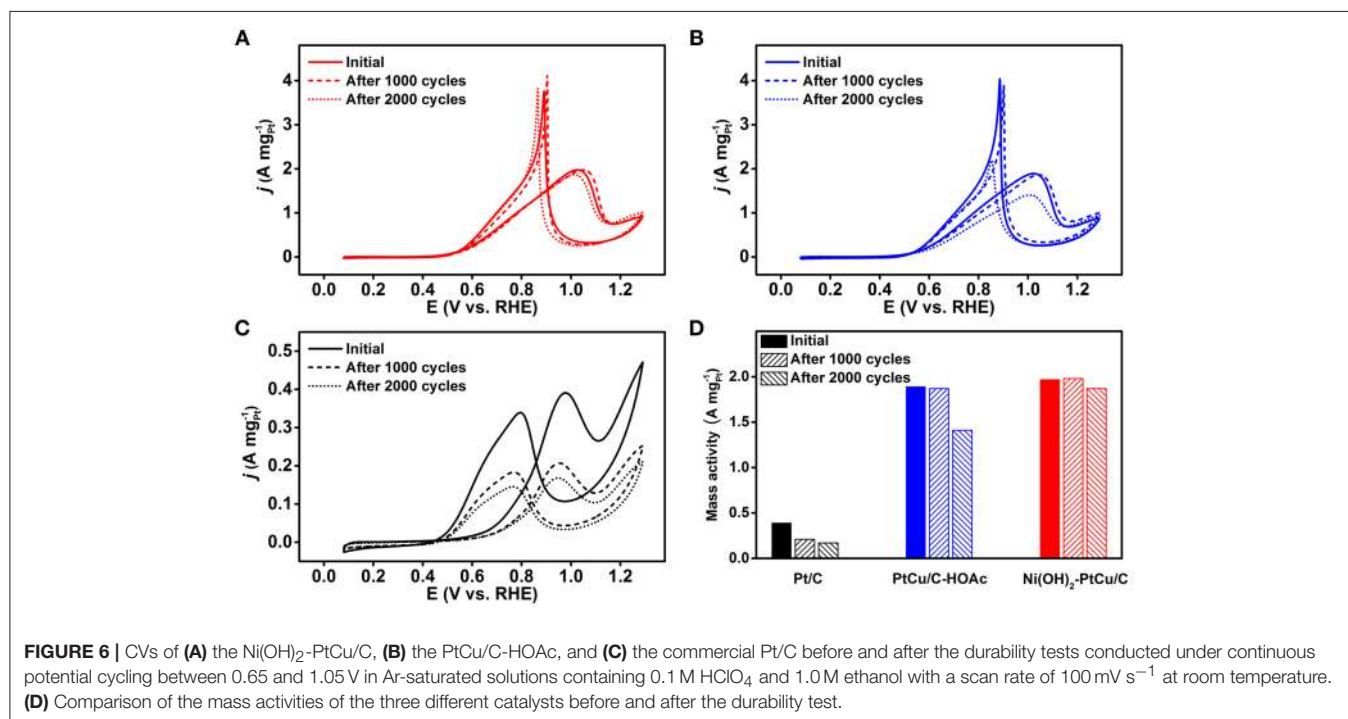 A
Initial
After 1000 cycles
After 2000 cycles
4
3
2
1
0
j (A mg⁻¹Pt)
0.0 0.2 0.4 0.6 0.8 1.0 1.2
E (V vs. RHE)
B
Initial
After 1000 cycles
After 2000 cycles
4
3
2
1
0
j (A mg⁻¹Pt)
0.0 0.2 0.4 0.6 0.8 1.0 1.2
E (V vs. RHE)
C
Initial
After 1000 cycles
After 2000 cycles
0.5
0.4
0.3
0.2
0.1
0.0
j (A mg⁻¹Pt)
0.0 0.2 0.4 0.6 0.8 1.0 1.2
E (V vs. RHE)
D
Initial
After 1000 cycles
After 2000 cycles
2.0
1.5
1.0
0.5
0.0
Mass activity (A mg⁻¹Pt)
Pt/C PtCu/C-HOAc Ni(OH)₂-PtCu/C
FIGURE 6 | CVs of (A) the Ni(OH)₂-PtCu/C, (B) the PtCu/C-HOAc, and (C) the commercial Pt/C before and after the durability tests conducted under continuous
potential cycling between 0.65 and 1.05 V in Ar-saturated solutions containing 0.1 M HClO₄ and 1.0 M ethanol with a scan rate of 100 mV s⁻¹ at room temperature.
(D) Comparison of the mass activities of the three different catalysts before and after the durability test.